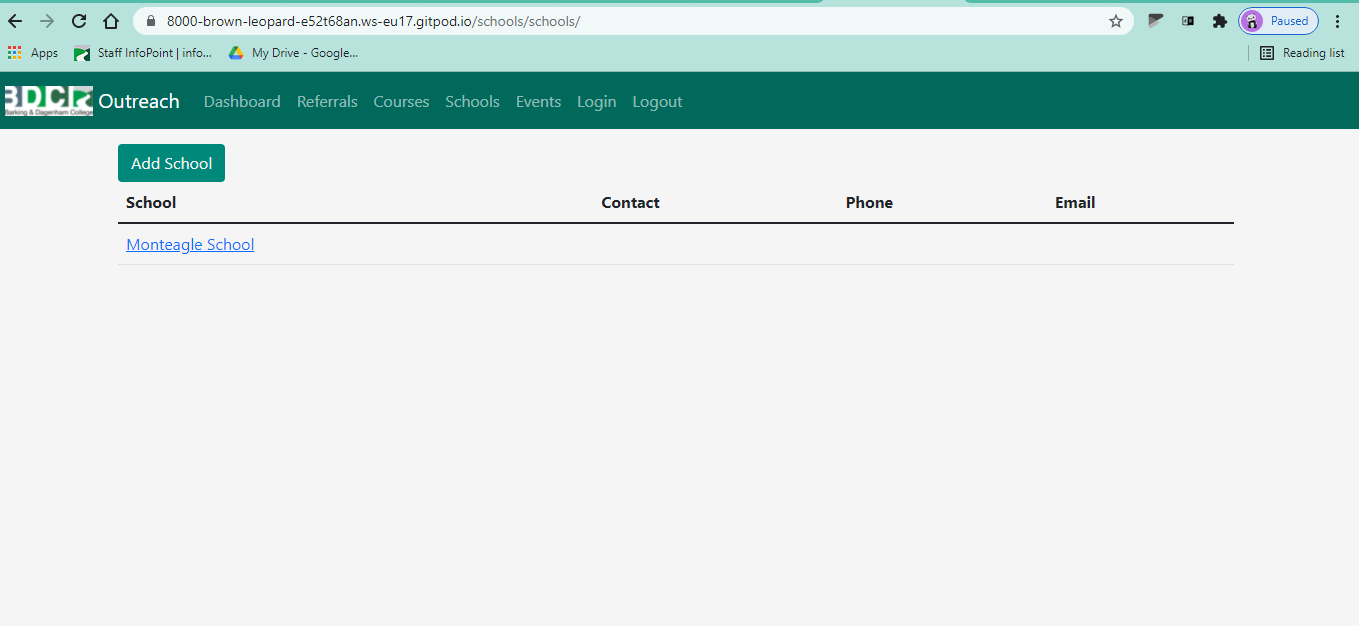 8000-brown-leopard-e52t68an.ws-eu17.gitpod.io/schools/schools/
Paused
Apps Staff InfoPoint | info... My Drive - Google...
Reading list
BDC
Barking & Dagenham College
Outreach Dashboard Referrals Courses Schools Events Login Logout
Add School
School Contact Phone Email
Monteagle School